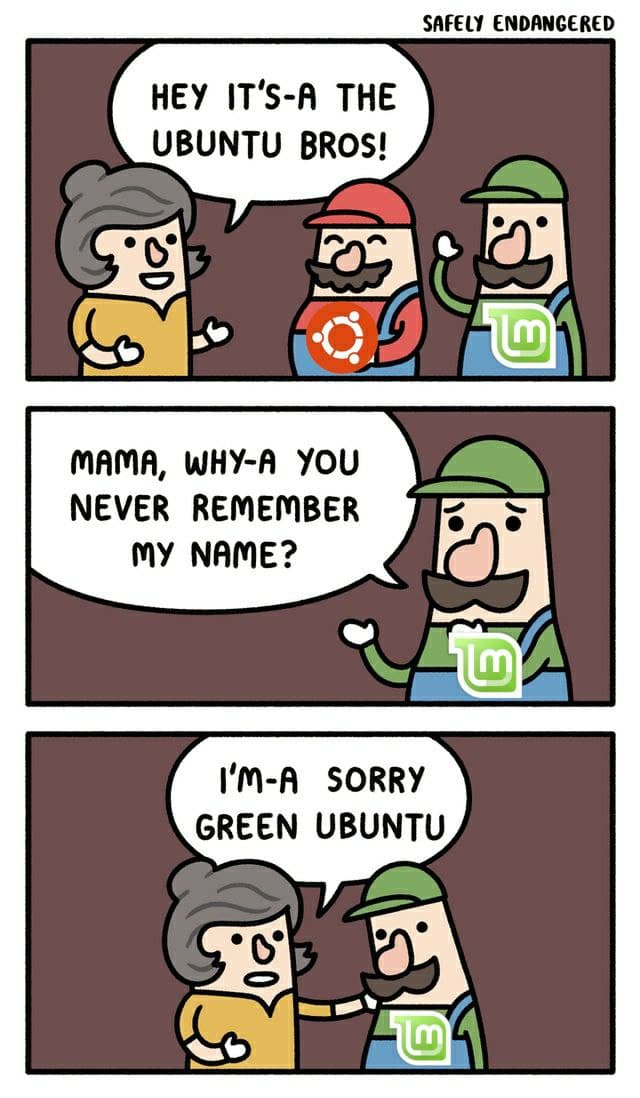 SAFELY ENDANGERED
HEY IT'S-A THE
UBUNTU BROS!
MAMA, WHY-A YOU
NEVER REMEMBER
MY NAME?
I'M-A SORRY
GREEN UBUNTU